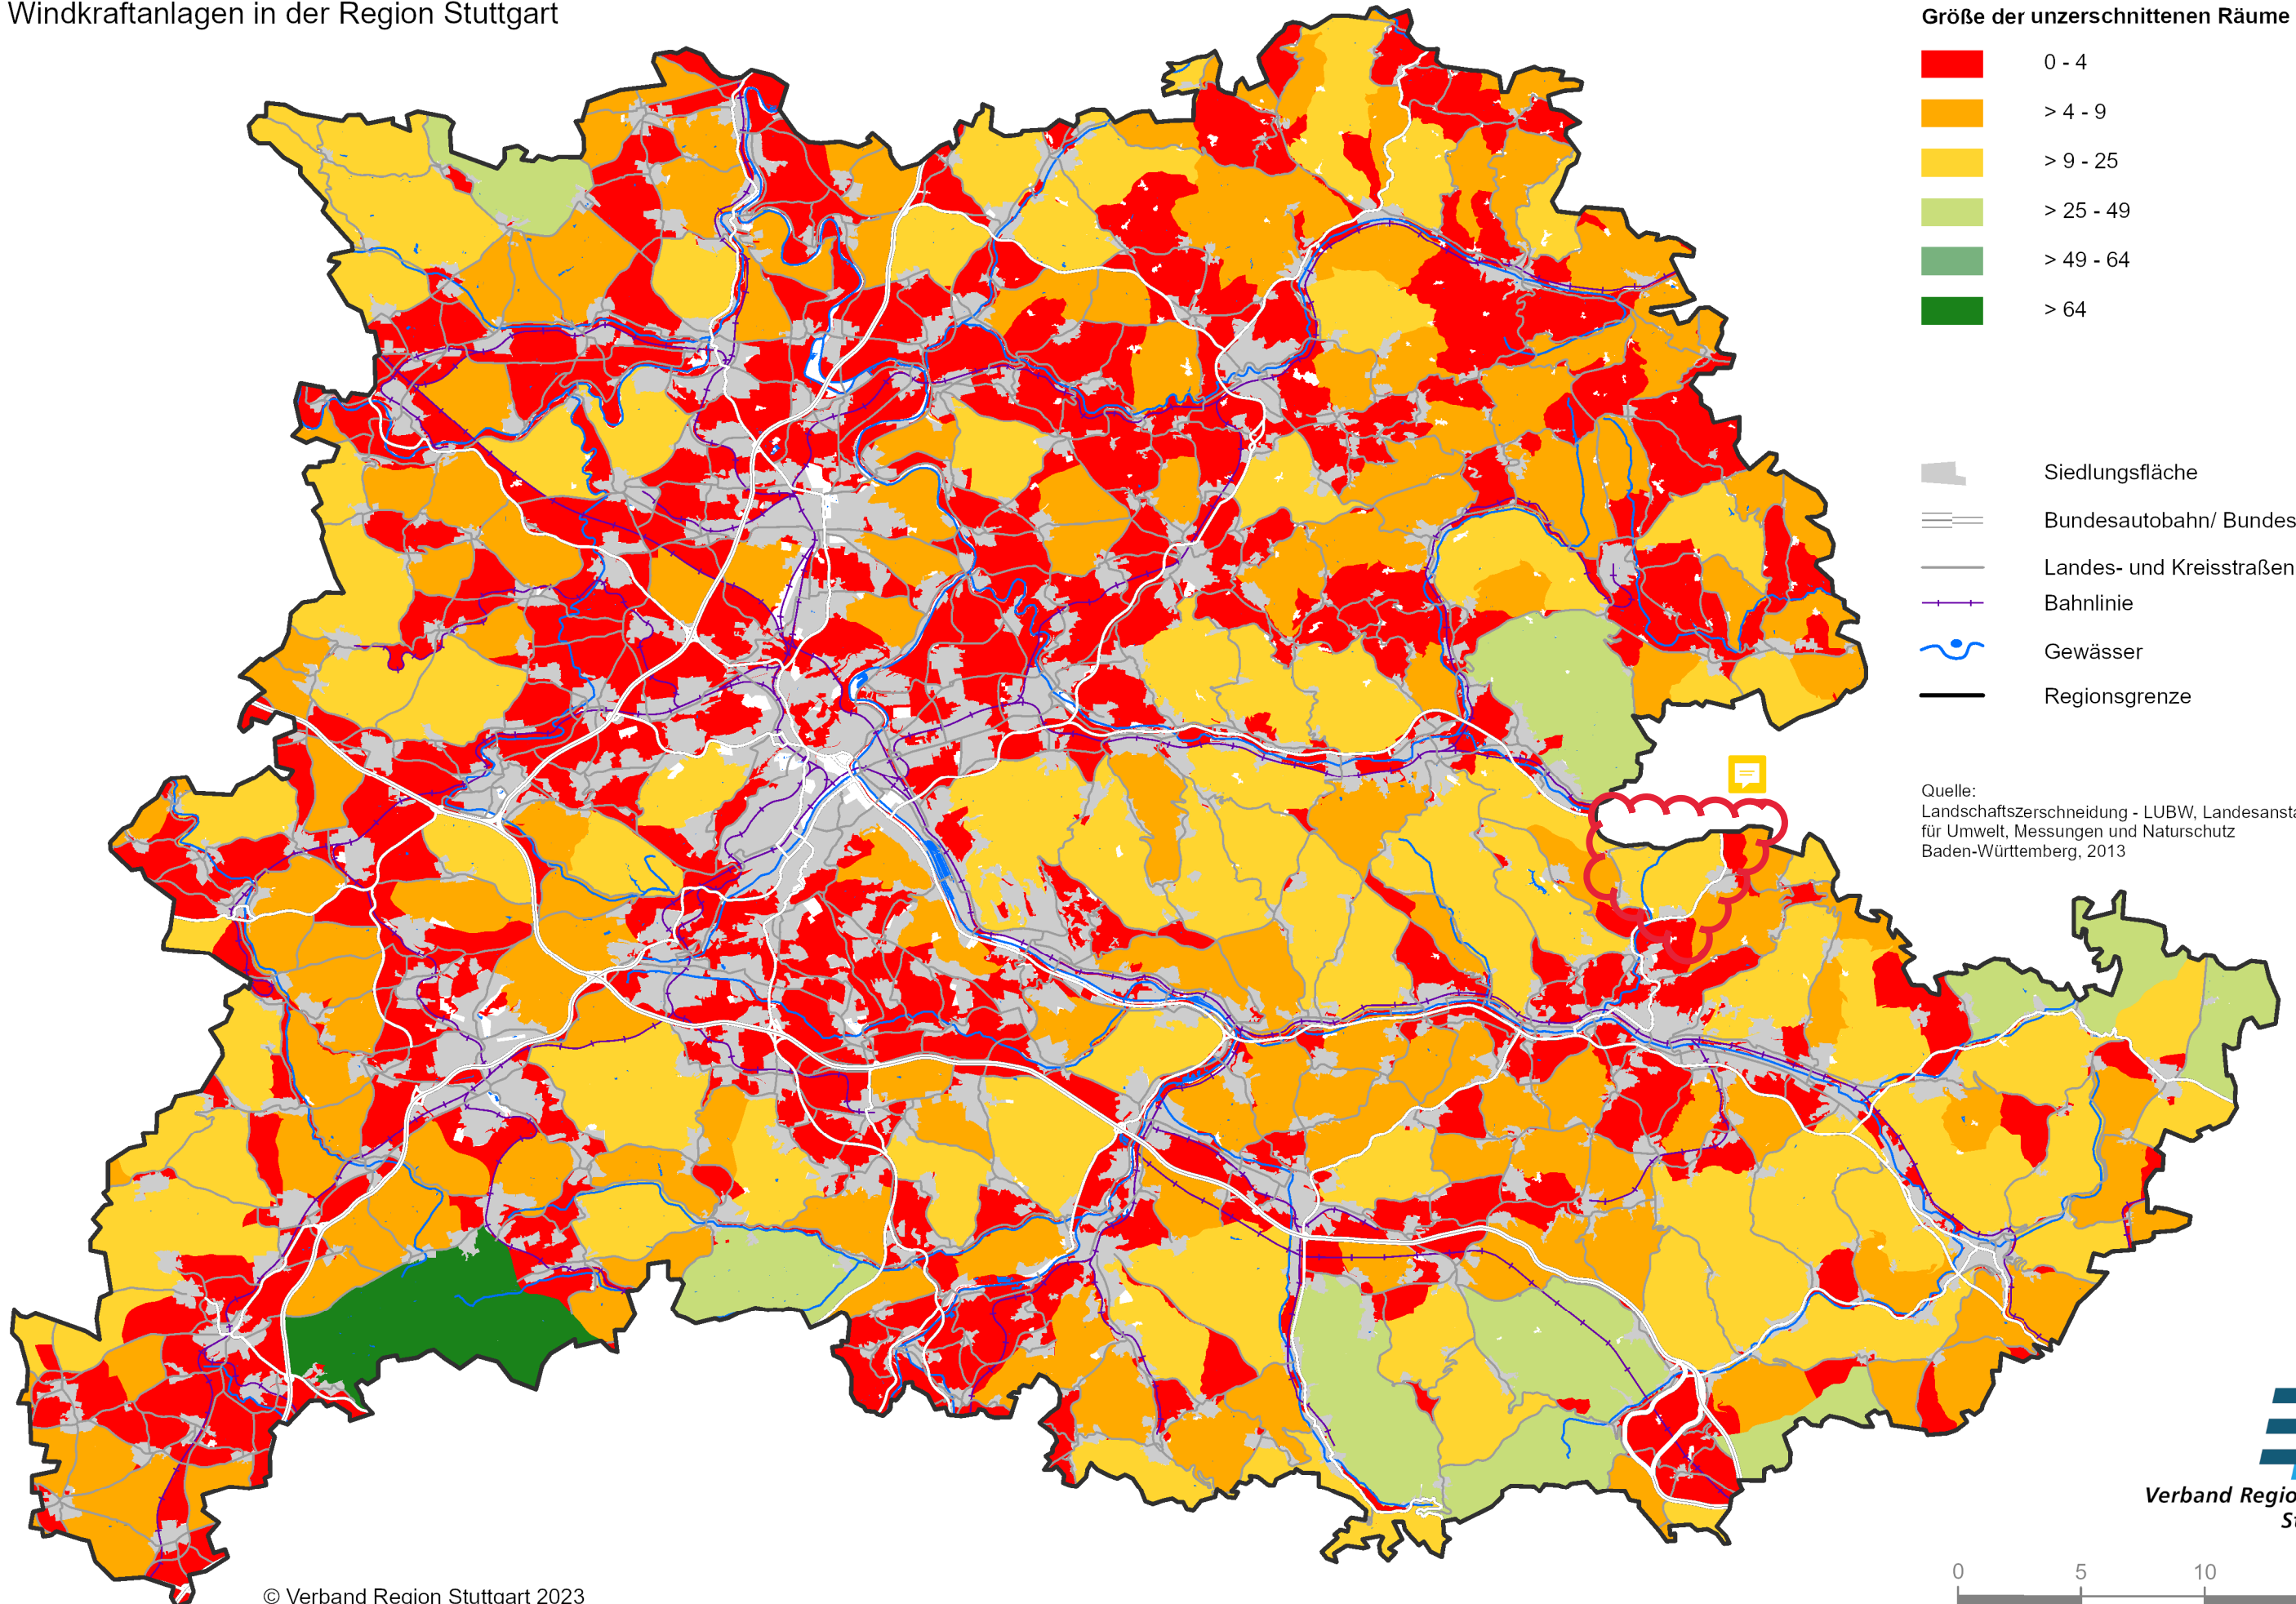 Windkraftanlagen in der Region Stuttgart
Größe der unzerschnittenen Räume
0 - 4
> 4 - 9
> 9 - 25
> 25 - 49
> 49 - 64
> 64
Siedlungsfläche
Bundesautobahn/ Bundes
Landes- und Kreisstraßen
Bahnlinie
Gewässer
Regionsgrenze
Quelle:
Landschaftszerschneidung - LUBW, Landesansta
für Umwelt, Messungen und Naturschutz
Baden-Württemberg, 2013
Verband Regio
St
0 5 10
© Verband Region Stuttgart 2023